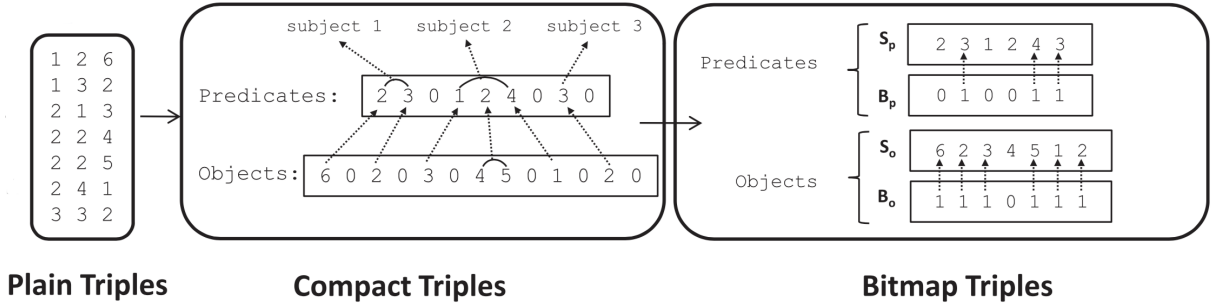 1 2 6
1 3 2
2 1 3
2 2 4
2 2 5
2 4 1
3 3 2
Plain Triples
subject 1 subject 2 subject 3
Predicates: 2 3 0 1 2 4 0 3 0
Objects: 6 0 2 0 3 0 4 5 0 1 0 2 0
Compact Triples
Predicates
Sp 2 3 1 2 4 3
Bp 0 1 0 0 1 1
Objects
So 6 2 3 4 5 1 2
Bo 1 1 1 0 1 1 1
Bitmap Triples